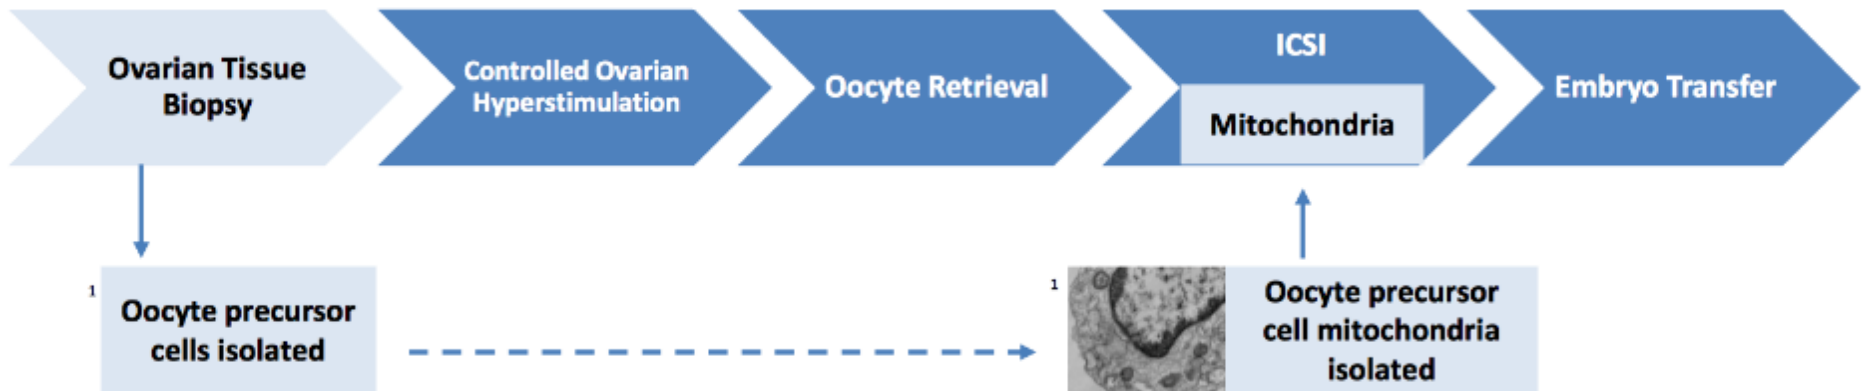 Ovarian Tissue
Biopsy
Controlled Ovarian
Hyperstimulation
Oocyte Retrieval
ICSI
Mitochondria
Embryo Transfer
1
Oocyte precursor
cells isolated
1
Oocyte precursor
cell mitochondria
isolated